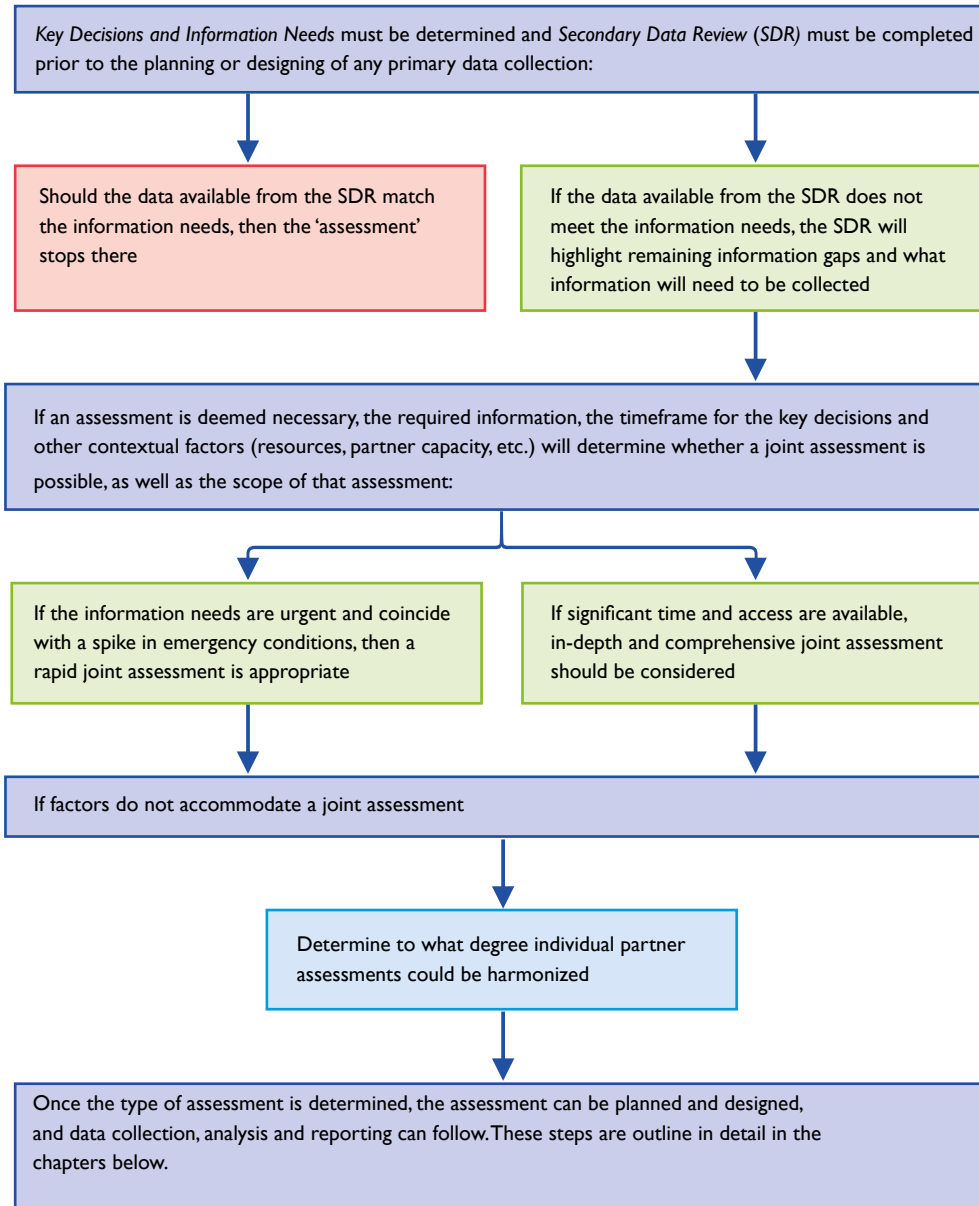 Key Decisions and Information Needs must be determined and Secondary Data Review (SDR) must be completed
prior to the planning or designing of any primary data collection:
Should the data available from the SDR match
the information needs, then the ‘assessment’
stops there
If the data available from the SDR does not
meet the information needs, the SDR will
highlight remaining information gaps and what
information will need to be collected
If an assessment is deemed necessary, the required information, the timeframe for the key decisions and
other contextual factors (resources, partner capacity, etc.) will determine whether a joint assessment is
possible, as well as the scope of that assessment:
If the information needs are urgent and coincide
with a spike in emergency conditions, then a
rapid joint assessment is appropriate
If significant time and access are available,
in-depth and comprehensive joint assessment
should be considered
If factors do not accommodate a joint assessment
Determine to what degree individual partner
assessments could be harmonized
Once the type of assessment is determined, the assessment can be planned and designed,
and data collection, analysis and reporting can follow. These steps are outline in detail in the
chapters below.